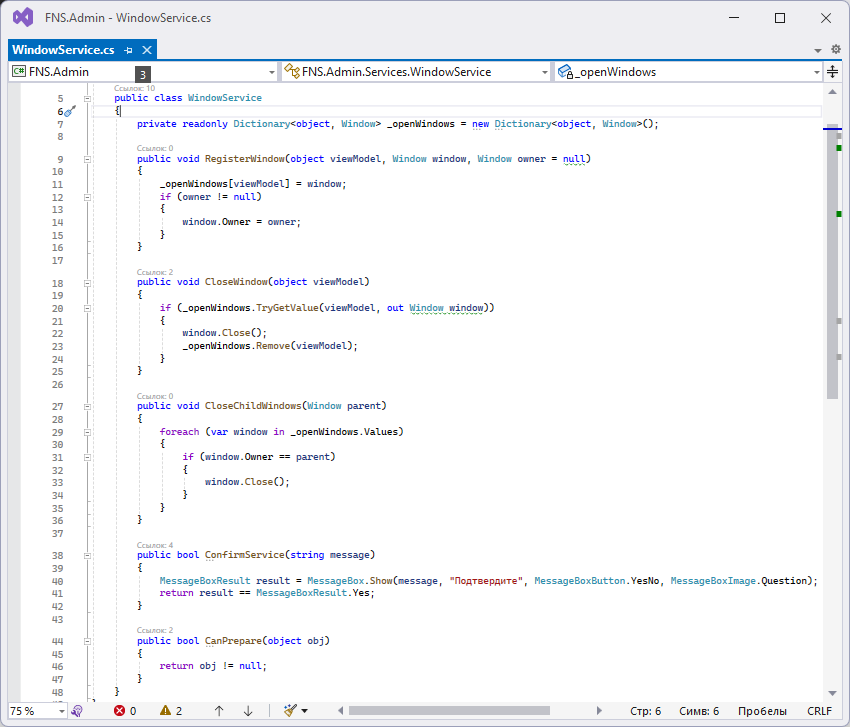 FNS.Admin - WindowService.cs
WindowService.cs
C# FNS.Admin
FNS.Admin.Services.WindowService
_openWindows
3
Ссылок: 10
5 public class WindowService
6 {
7 private readonly Dictionary<object, Window> _openWindows = new Dictionary<object, Window>();
8
Ссылок: 0
9 public void RegisterWindow(object viewModel, Window window, Window owner = null)
10 {
11 _openWindows[viewModel] = window;
12 if (owner != null)
13 {
14 window.Owner = owner;
15 }
16 }
17
Ссылок: 2
18 public void CloseWindow(object viewModel)
19 {
20 if (_openWindows.TryGetValue(viewModel, out Window window))
21 {
22 window.Close();
23 _openWindows.Remove(viewModel);
24 }
25 }
26
Ссылок: 0
27 public void CloseChildWindows(Window parent)
28 {
29 foreach (var window in _openWindows.Values)
30 {
31 if (window.Owner == parent)
32 {
33 window.Close();
34 }
35 }
36 }
37
Ссылок: 4
38 public bool ConfirmService(string message)
39 {
40 MessageBoxResult result = MessageBox.Show(message, "Подтвердите", MessageBoxButton.YesNo, MessageBoxImage.Question);
41 return result == MessageBoxResult.Yes;
42 }
43
Ссылок: 2
44 public bool CanPrepare(object obj)
45 {
46 return obj != null;
47 }
48 }
75 % 0 2 Стр: 6 Симв: 6 Пробелы CRLF